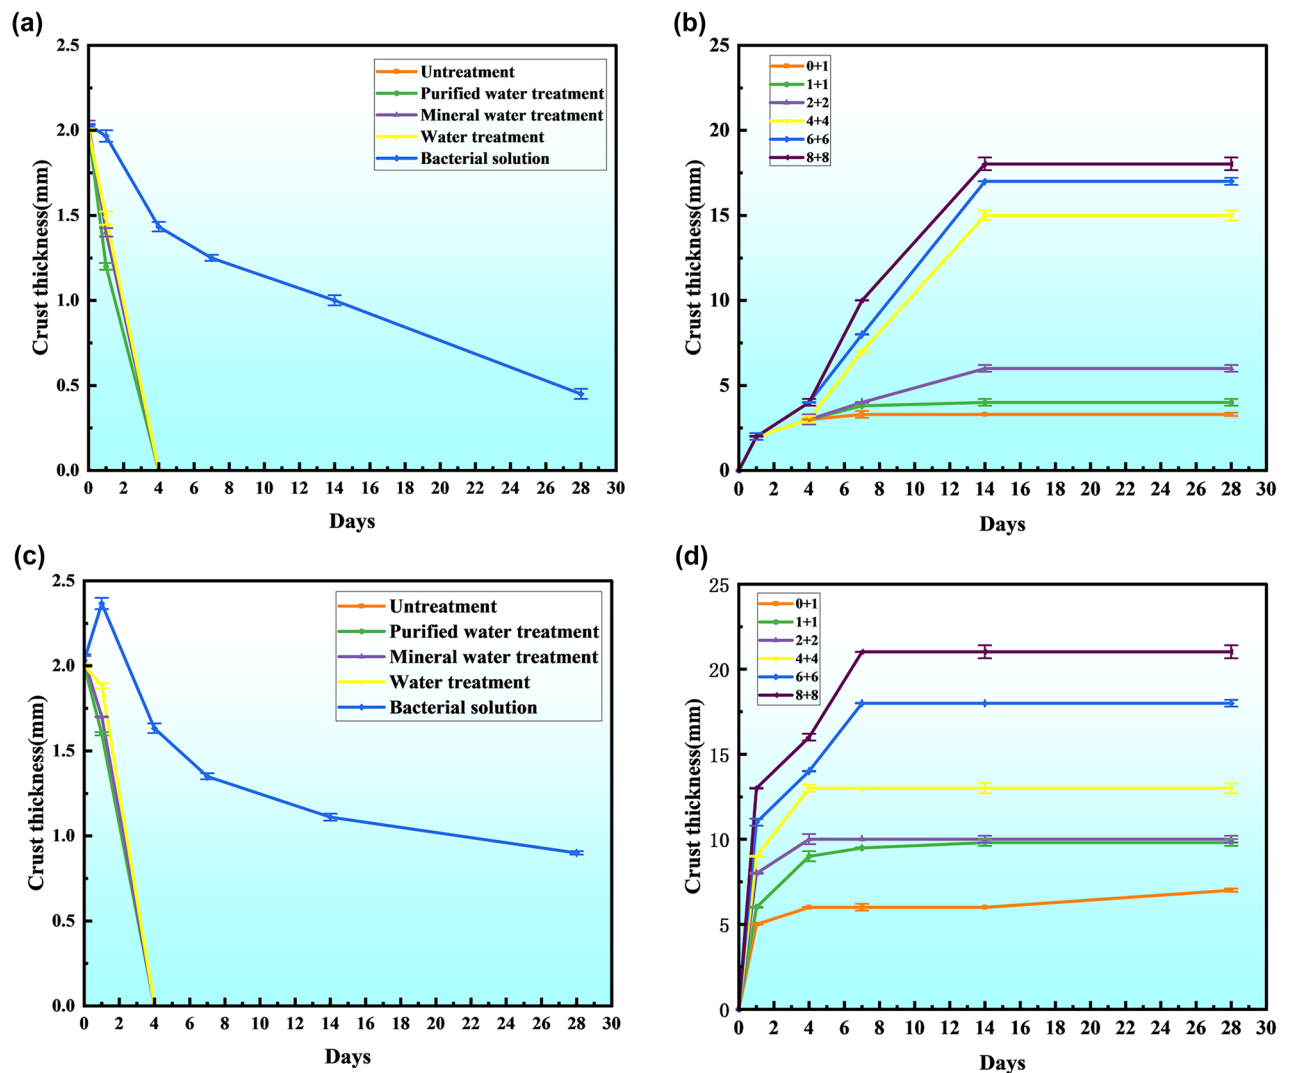 (a)
Crust thickness(mm)
2.5
2.0
1.5
1.0
0.5
0.0
Untreatment
Purified water treatment
Mineral water treatment
Water treatment
Bacterial solution
0 2 4 6 8 10 12 14 16 18 20 22 24 26 28 30
Days
(b)
Crust thickness(mm)
25
20
15
10
5
0
0+1
1+1
2+2
4+4
6+6
8+8
0 2 4 6 8 10 12 14 16 18 20 22 24 26 28 30
Days
(c)
Crust thickness(mm)
2.5
2.0
1.5
1.0
0.5
0.0
Untreatment
Purified water treatment
Mineral water treatment
Water treatment
Bacterial solution
0 2 4 6 8 10 12 14 16 18 20 22 24 26 28 30
Days
(d)
Crust thickness(mm)
25
20
15
10
5
0
0+1
1+1
2+2
4+4
6+6
8+8
0 2 4 6 8 10 12 14 16 18 20 22 24 26 28 30
Days